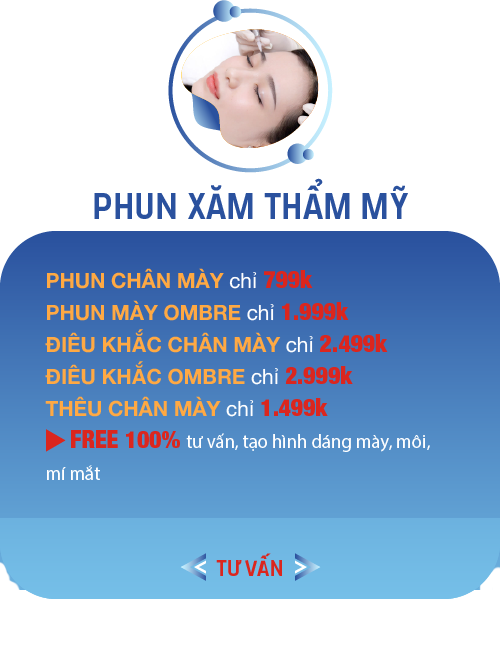 PHUN XĂM THẨM MỸ
PHUN CHÂN MÀY chỉ 799k
PHUN MÀY OMBRE chỉ 1.999k
ĐIÊU KHẮC CHÂN MÀY chỉ 2.499k
ĐIÊU KHẮC OMBRE chỉ 2.999k
THÊU CHÂN MÀY chỉ 1.499k
▶ FREE 100% tư vấn, tạo hình dáng mày, môi,
mí mắt
TƯ VẤN